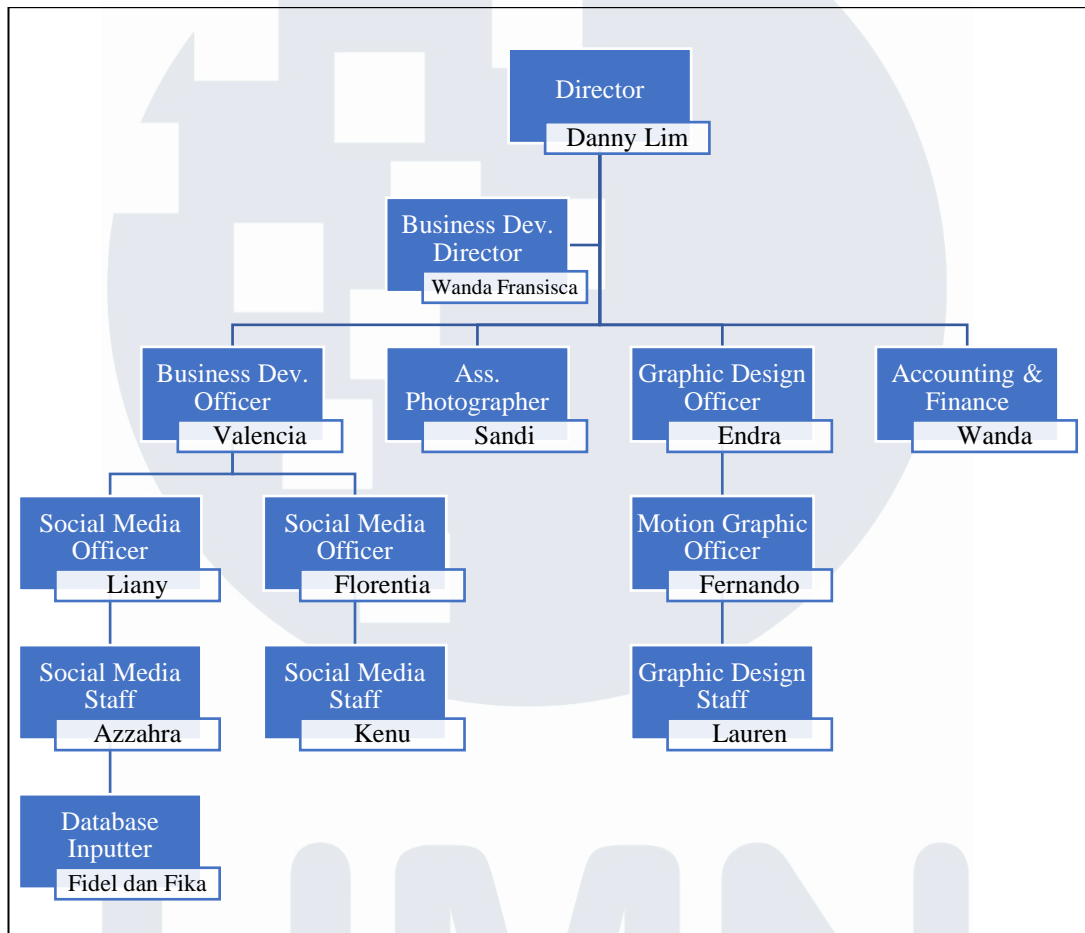 Director
Danny Lim
Business Dev.
Director
Wanda Fransisca
Business Dev.
Officer
Valencia
Ass.
Photographer
Sandi
Graphic Design
Officer
Endra
Accounting &
Finance
Wanda
Social Media
Officer
Liany
Social Media
Officer
Florentia
Motion Graphic
Officer
Fernando
Social Media
Staff
Azzahra
Social Media
Staff
Kenu
Graphic Design
Staff
Lauren
Database
Inputter
Fidel dan Fika
UMN